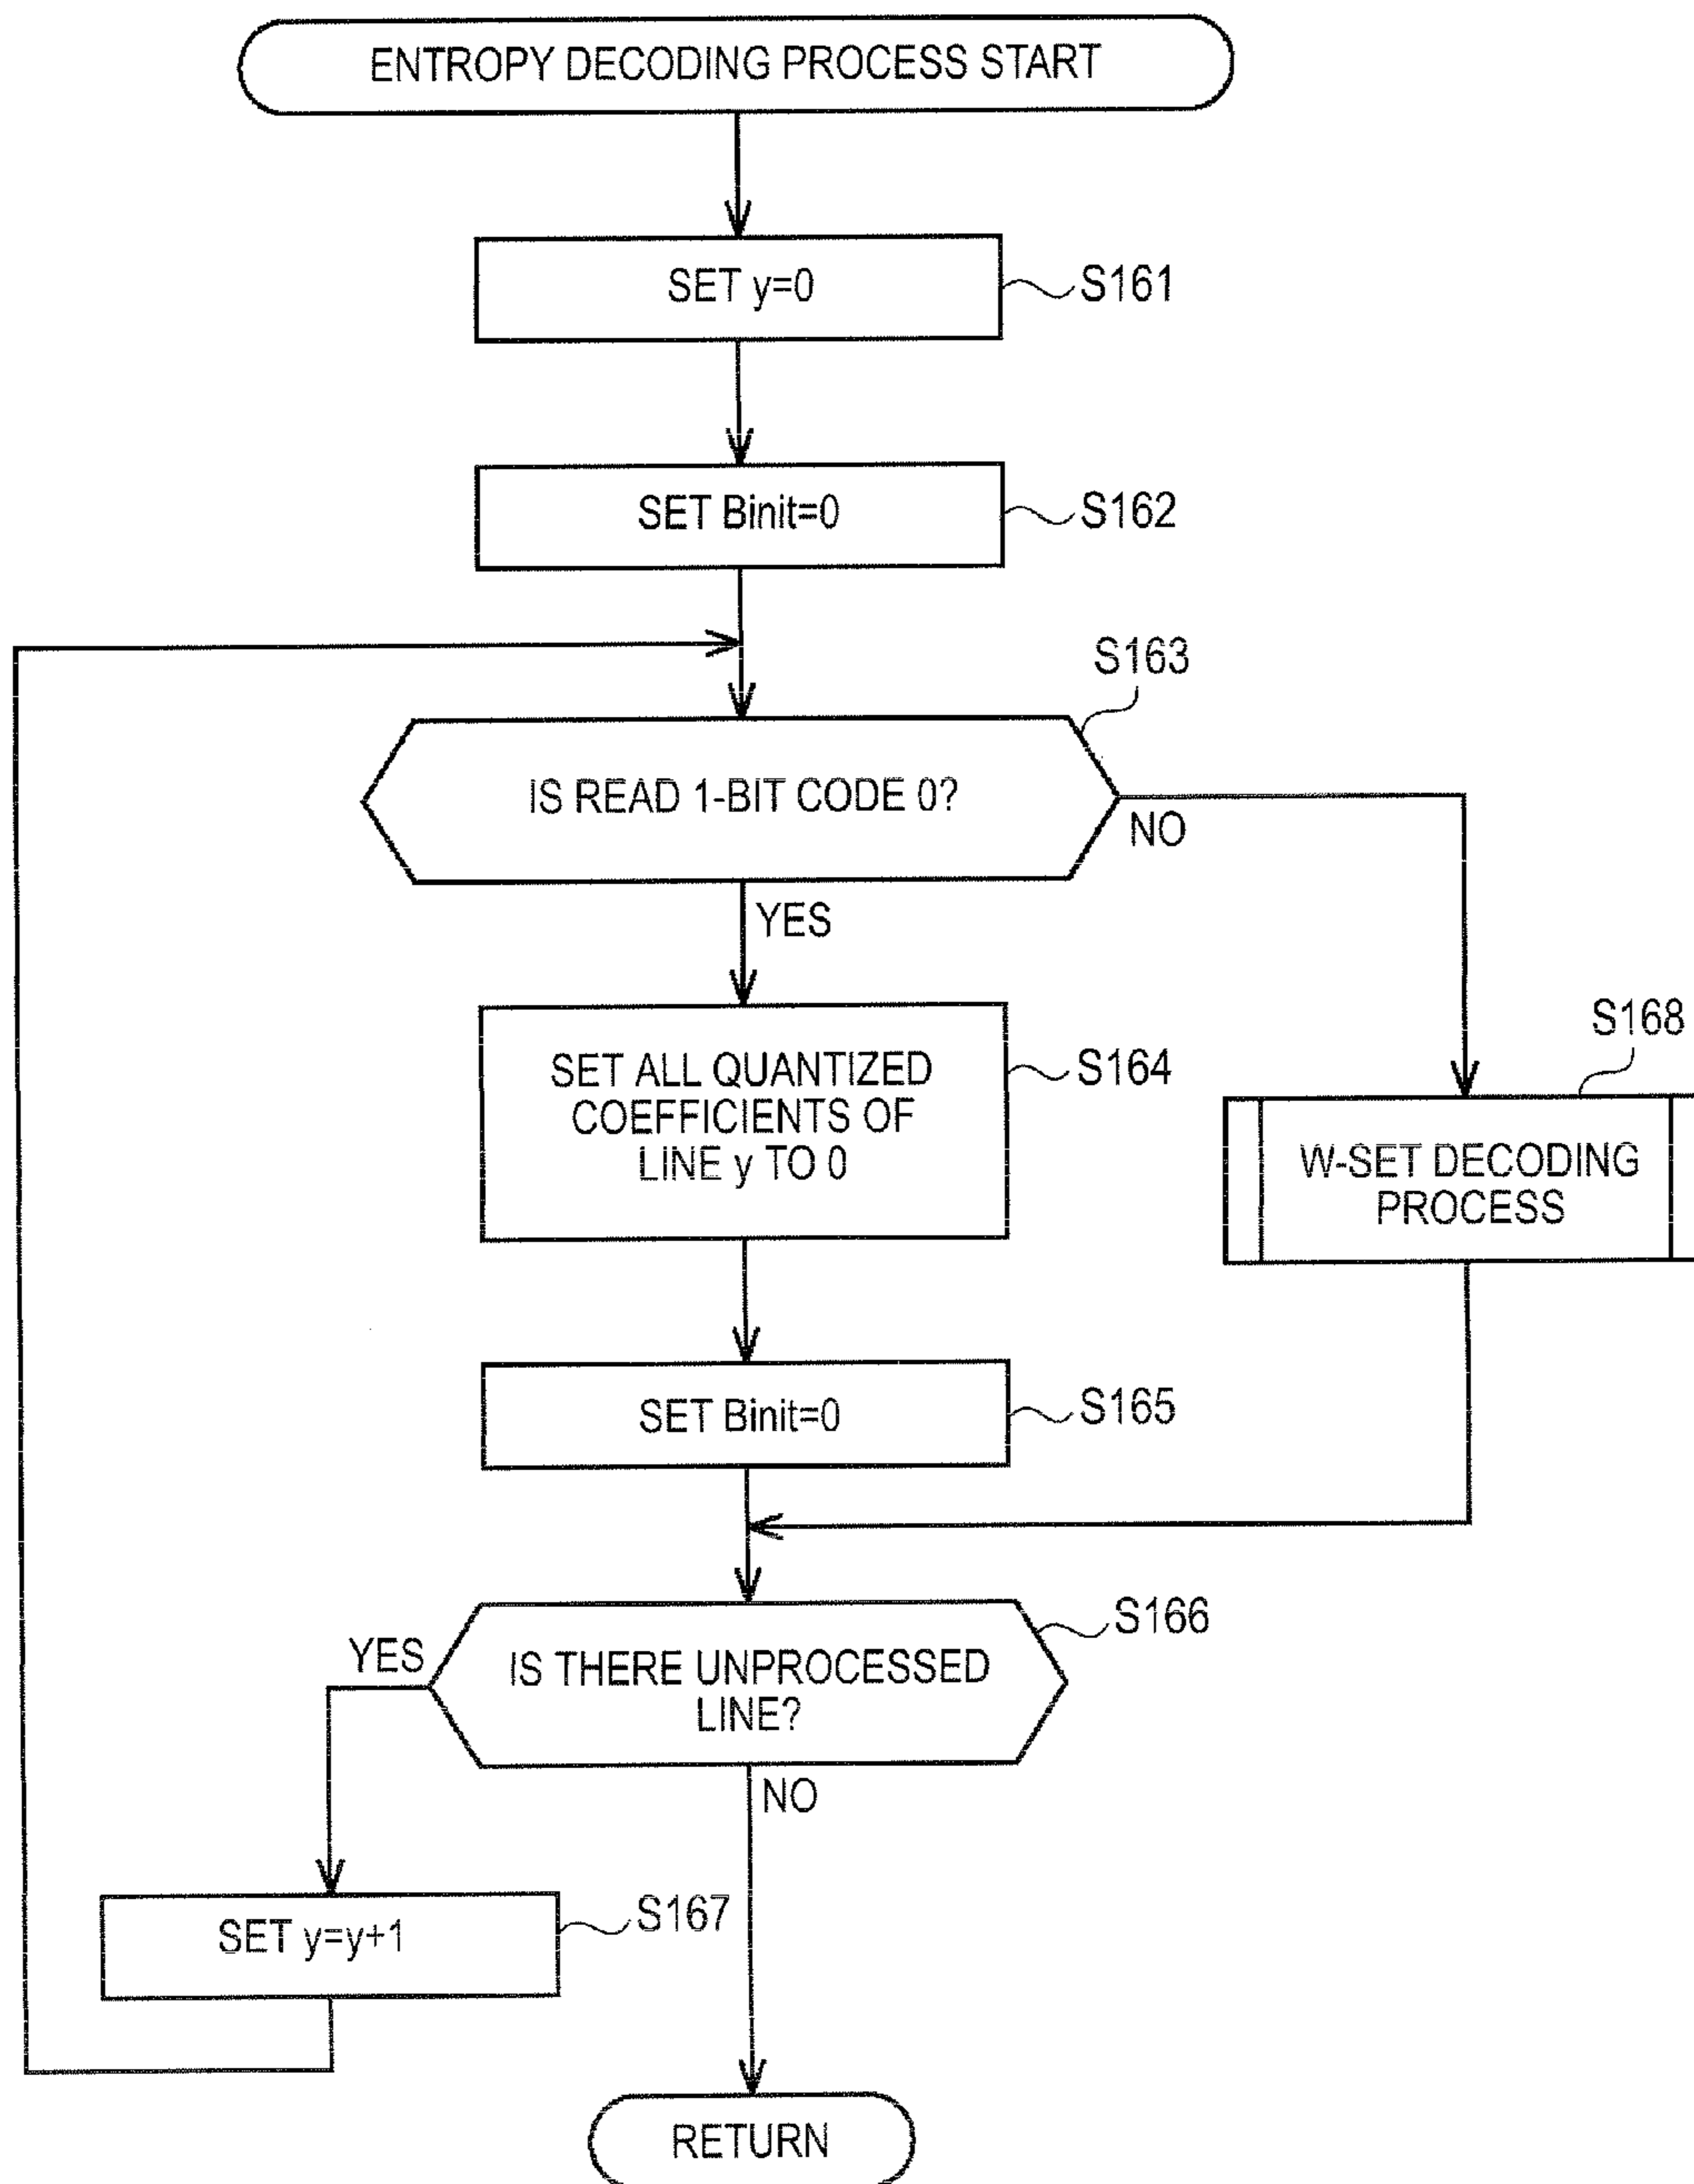 ENTROPY DECODING PROCESS START
SET y=0
S161
SET Binit=0
S162
S163
IS READ 1-BIT CODE 0?
NO
YES
SET ALL QUANTIZED
COEFFICIENTS OF
LINE y TO 0
S164
S168
W-SET DECODING
PROCESS
SET Binit=0
S165
S166
YES
IS THERE UNPROCESSED
LINE?
NO
SET y=y+1
S167
RETURN